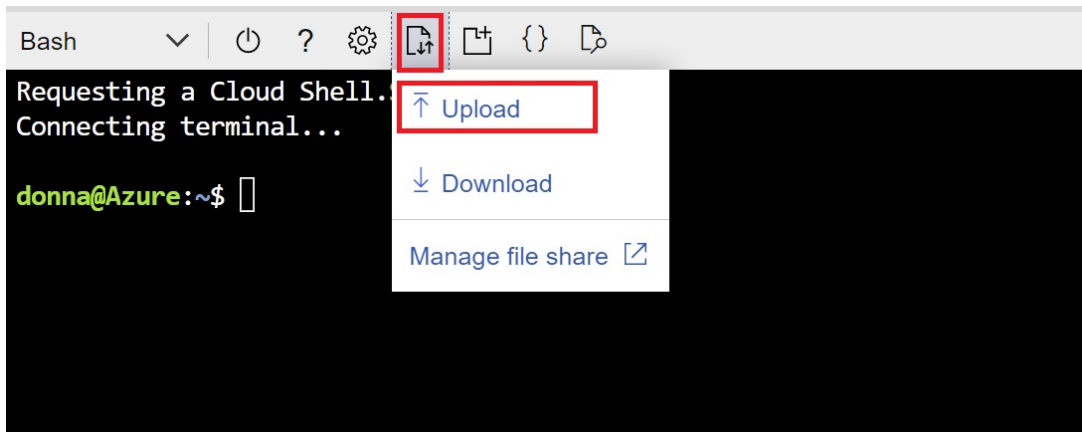 Bash
?
{}
Requesting a Cloud Shell.
Upload
Connecting terminal...
Download
donna@Azure:~$
Manage file share